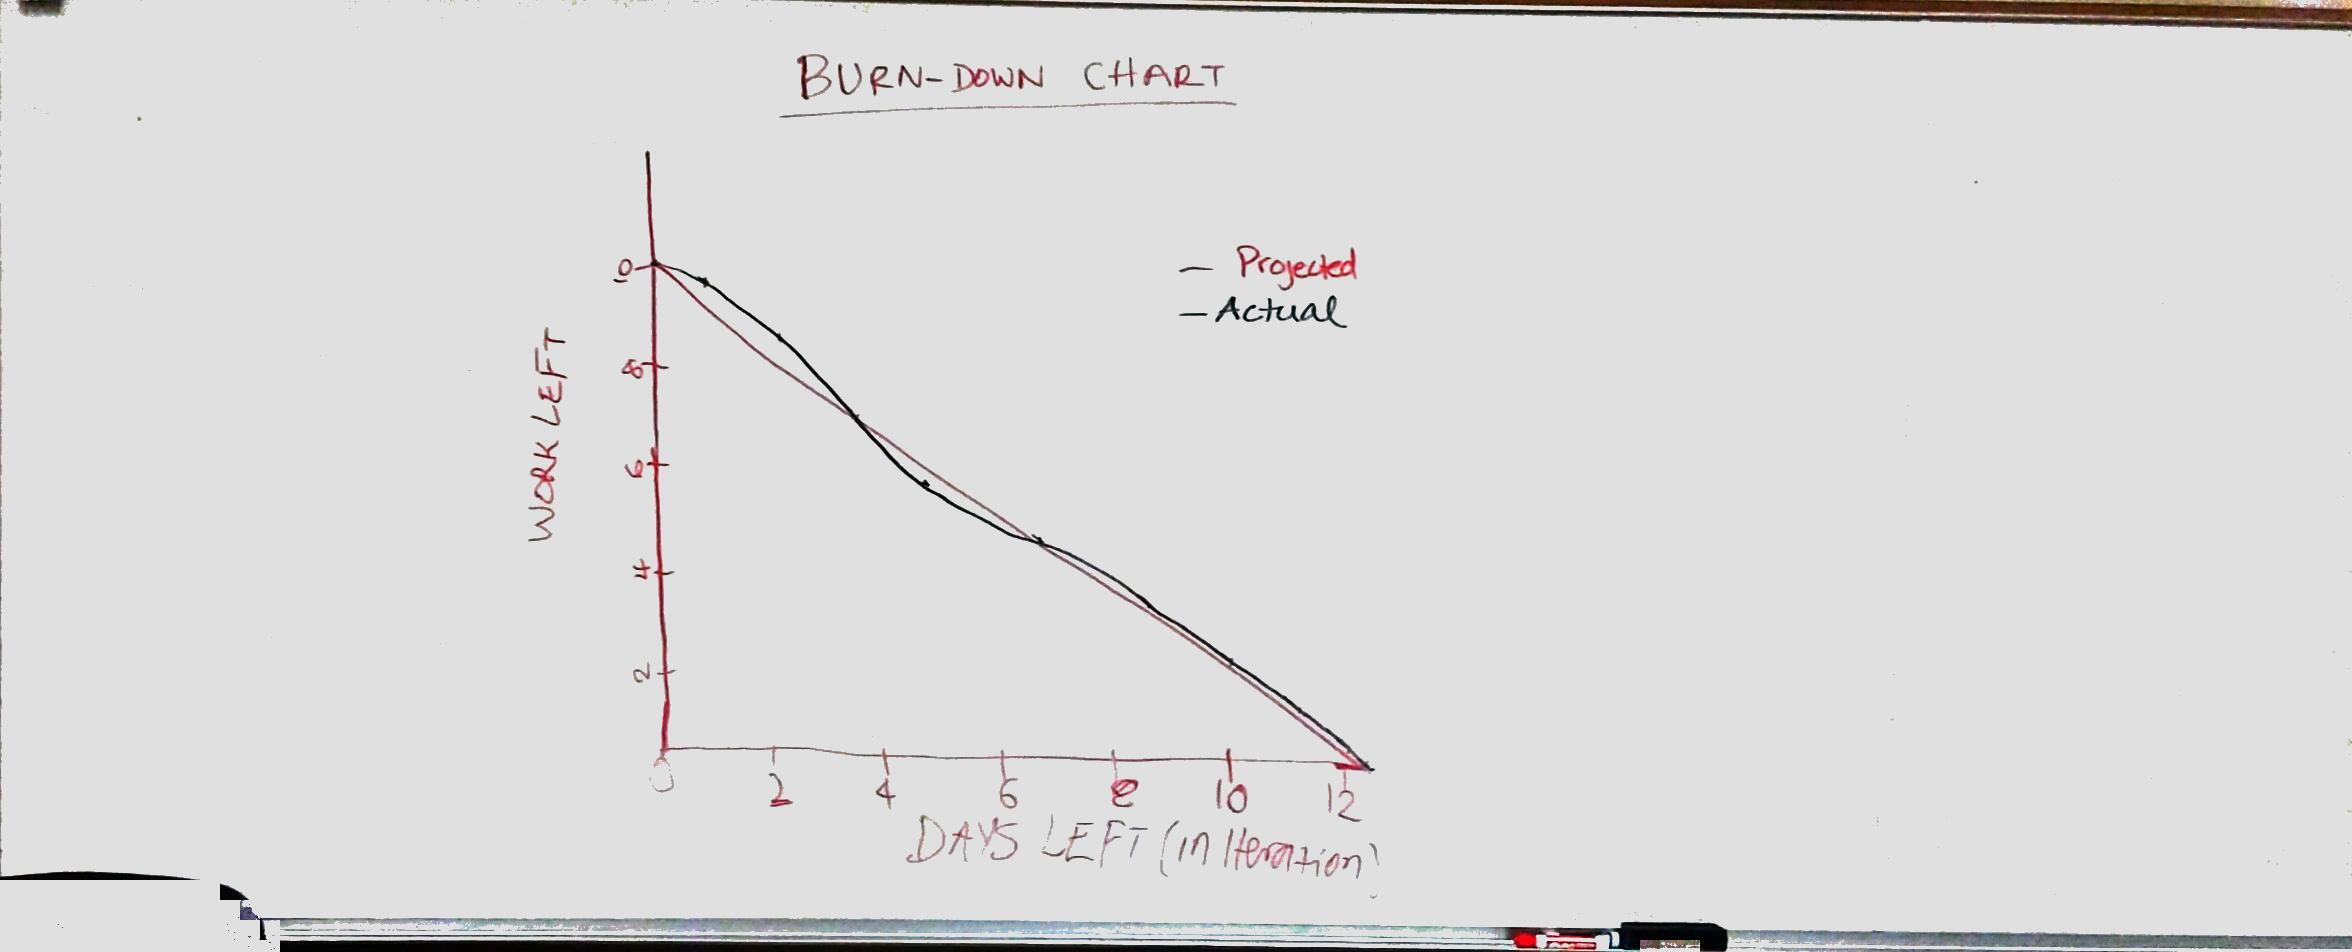 BURN-DOWN CHART
— Projected
— Actual
WORK LEFT
10
8
6
4
2
0 2 4 6 8 10 12
DAYS LEFT (in Iteration)